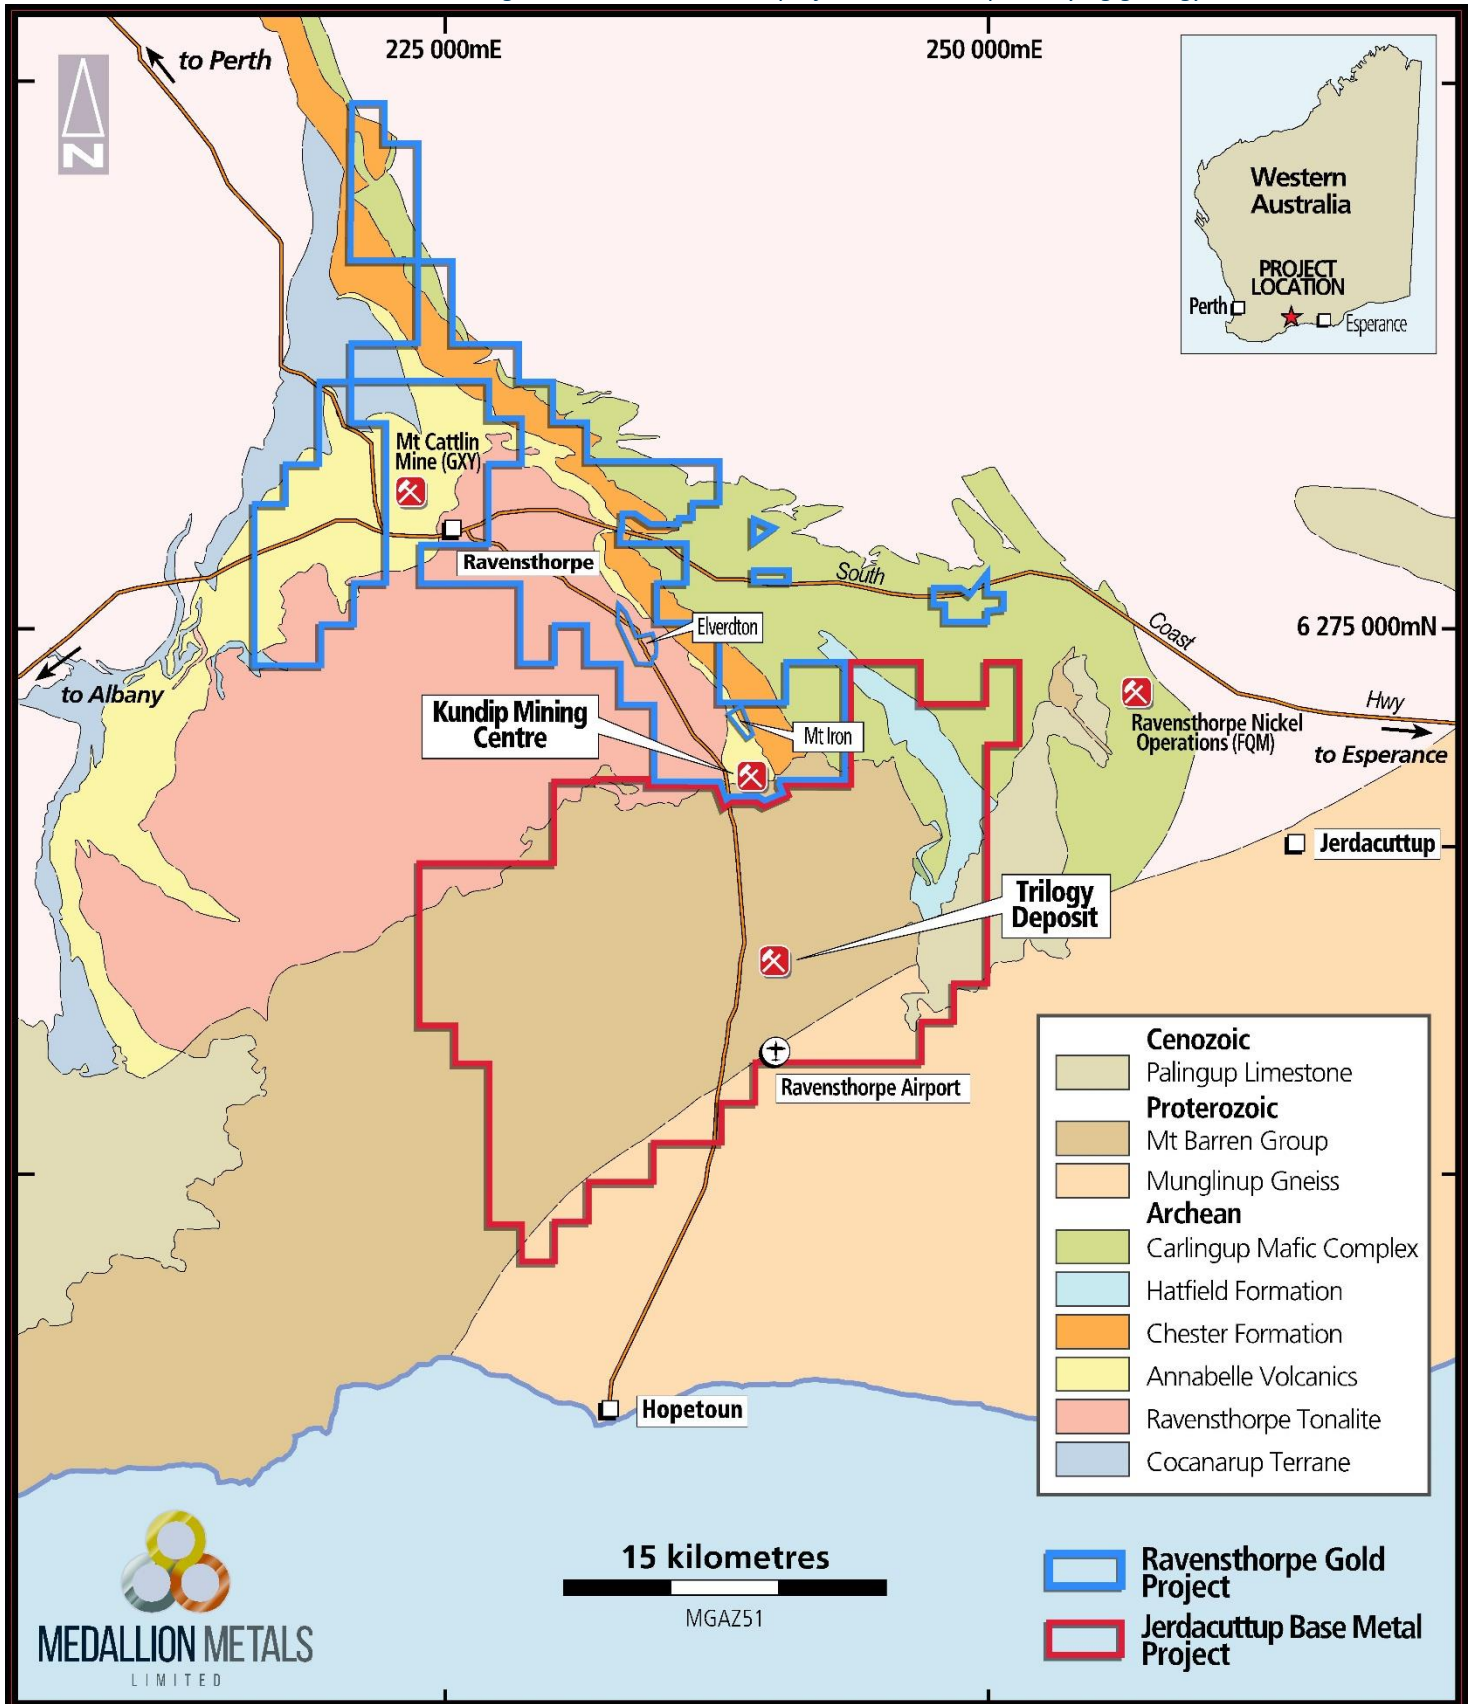 to Perth
225 000mE
250 000mE
N
Western
Australia
PROJECT
LOCATION
Perth
Esperance
Mt Cattlin
Mine (GXY)
Ravensthorpe
South
Coast
Hwy
6 275 000mN
Elverdton
to Albany
Kundip Mining
Centre
Mt Iron
Ravensthorpe Nickel
Operations (FQM)
to Esperance
Jerdacuttup
Trilogy
Deposit
Ravensthorpe Airport
Hopetoun
Cenozoic
Palingup Limestone
Proterozoic
Mt Barren Group
Munglinup Gneiss
Archean
Carlingup Mafic Complex
Hatfield Formation
Chester Formation
Annabelle Volcanics
Ravensthorpe Tonalite
Cocanarup Terrane
15 kilometres
MGAZ51
Ravensthorpe Gold
Project
Jerdacuttup Base Metal
Project
MEDALLION METALS
LIMITED